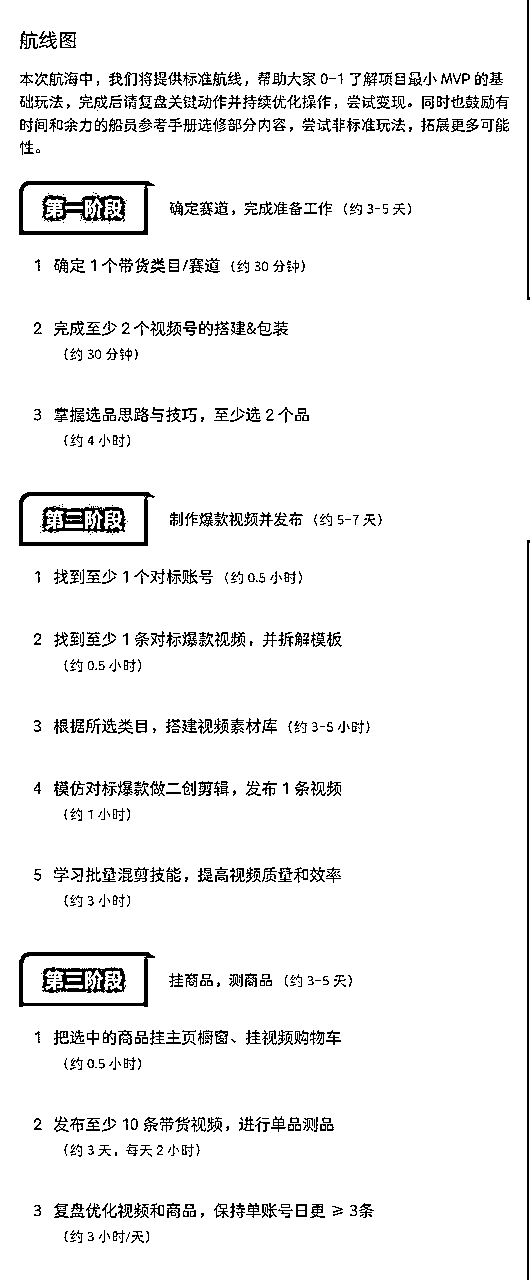 航线图
本次航海中，我们将提供标准航线，帮助大家 0-1 了解项目最小 MVP 的基
础玩法，完成后请复盘关键动作并持续优化操作，尝试变现。同时也鼓励有
时间和余力的船员参考手册选修部分内容，尝试非标准玩法，拓展更多可能
性。
第一阶段 确定赛道，完成准备工作（约 3-5 天）
1 确定 1 个带货类目/赛道（约 30 分钟）
2 完成至少 2 个视频号的搭建&包装
（约 30 分钟）
3 掌握选品思路与技巧，至少选 2 个品
（约 4 小时）
第二阶段 制作爆款视频并发布（约 5-7 天）
1 找到至少 1 个对标账号（约 0.5 小时）
2 找到至少 1 条对标爆款视频，并拆解模板
（约 0.5 小时）
3 根据所选类目，搭建视频素材库（约 3-5 小时）
4 模仿对标爆款做二创剪辑，发布 1 条视频
（约 1 小时）
5 学习批量混剪技能，提高视频质量和效率
（约 3 小时）
第三阶段 挂商品，测商品（约 3-5 天）
1 把选中的商品挂主页橱窗、挂视频购物车
（约 0.5 小时）
2 发布至少 10 条带货视频，进行单品测品
（约 3 天，每天 2 小时）
3 复盘优化视频和商品，保持单账号日更 ≥ 3条
（约 3 小时/天）